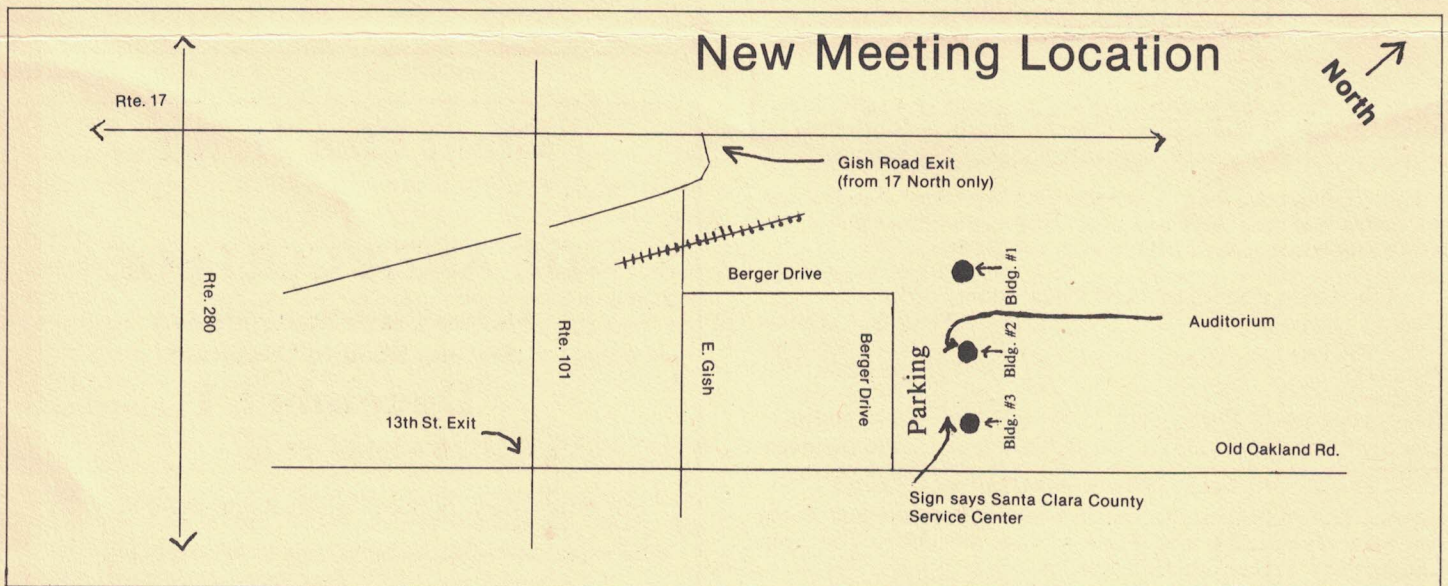 New Meeting Location
North
Rte. 17
Gish Road Exit
(from 17 North only)
Berger Drive
Bldg. #1
Rte. 280
Rte. 101
E. Gish
Berger Drive
Parking
Bldg. #2
Auditorium
13th St. Exit
Bldg. #3
Old Oakland Rd.
Sign says Santa Clara County
Service Center